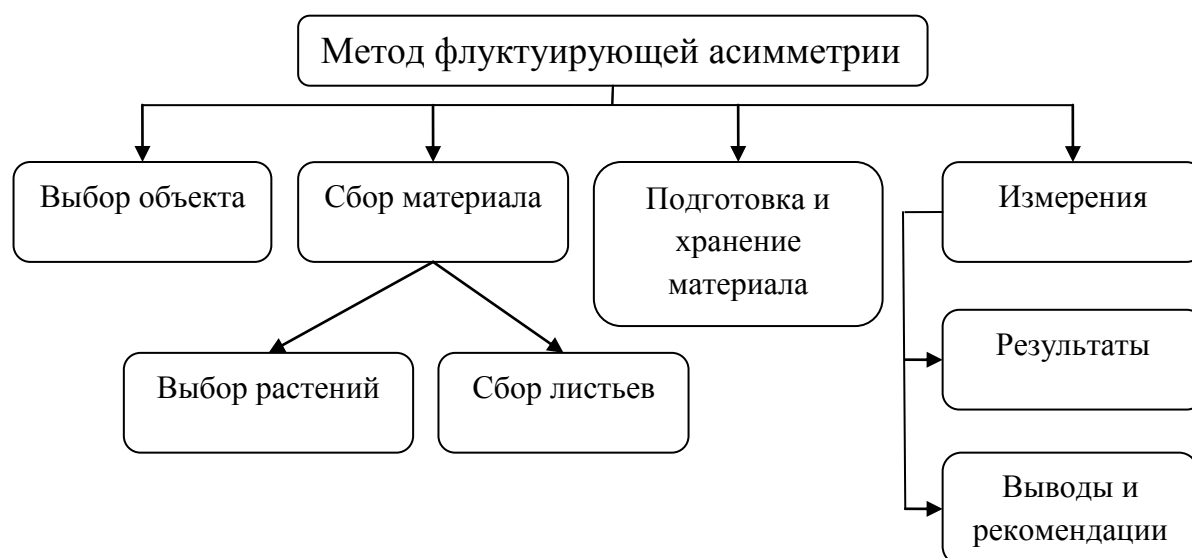 Метод флуктуирующей асимметрии
Выбор объекта
Сбор материала
Подготовка и
хранение
материала
Измерения
Выбор растений
Сбор листьев
Результаты
Выводы и
рекомендации